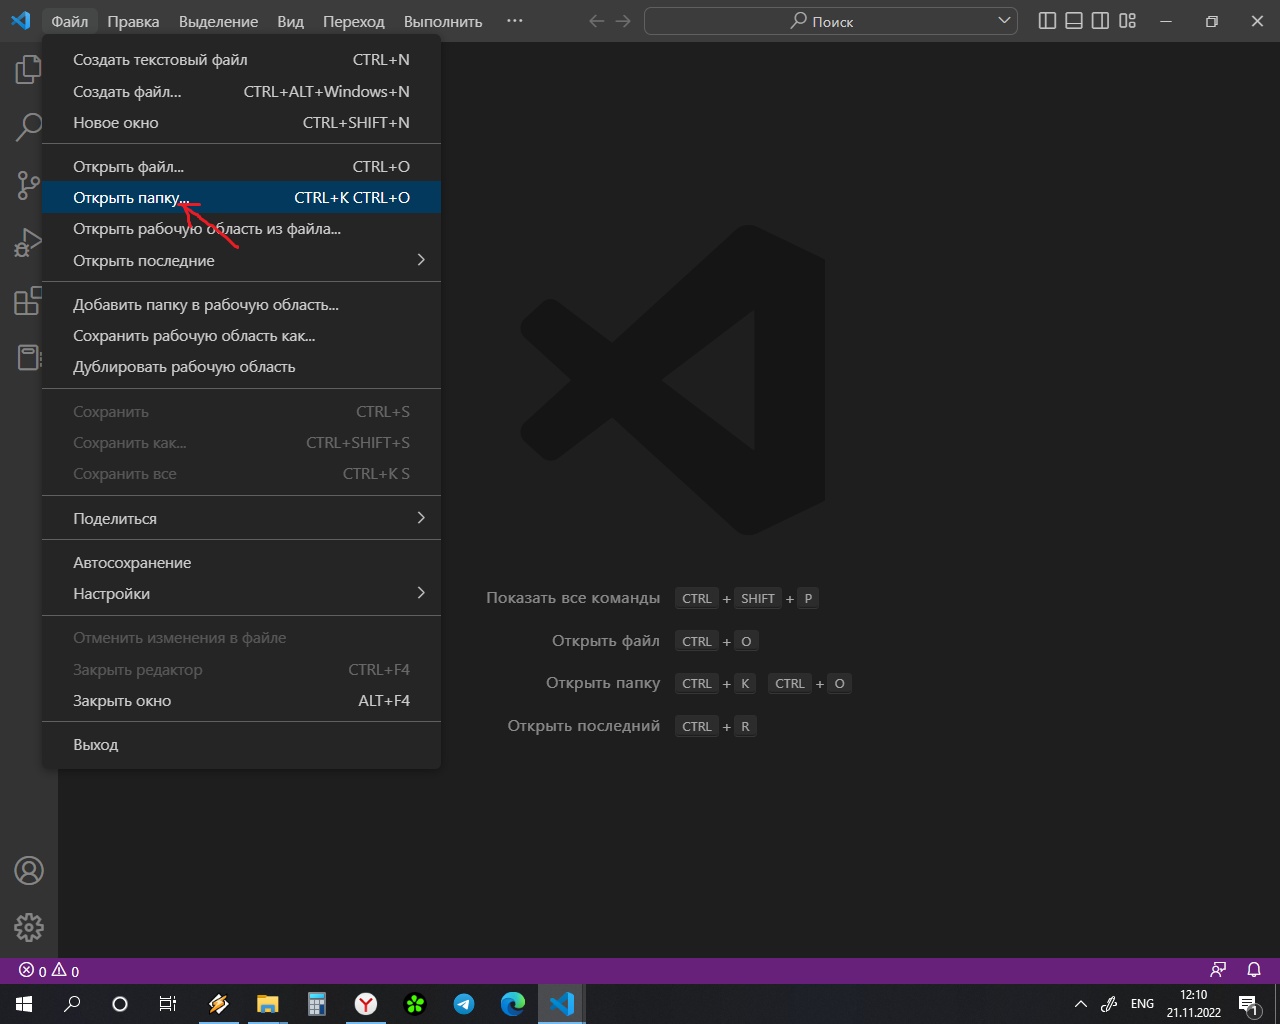 Файл Правка Выделение Вид Переход Выполнить ··· Поиск
Создать текстовый файл CTRL+N
Создать файл... CTRL+ALT+Windows+N
Новое окно CTRL+SHIFT+N
Открыть файл... CTRL+O
Открыть папку... CTRL+K CTRL+O
Открыть рабочую область из файла...
Открыть последние
Добавить папку в рабочую область...
Сохранить рабочую область как...
Дублировать рабочую область
Сохранить CTRL+S
Сохранить как... CTRL+SHIFT+S
Сохранить все CTRL+K S
Поделиться
Автосохранение
Настройки
Отменить изменения в файле
Закрыть редактор CTRL+F4
Закрыть окно ALT+F4
Выход
Показать все команды CTRL + SHIFT + P
Открыть файл CTRL + O
Открыть папку CTRL + K CTRL + O
Открыть последний CTRL + R
0 0
ENG 12:10
21.11.2022 1